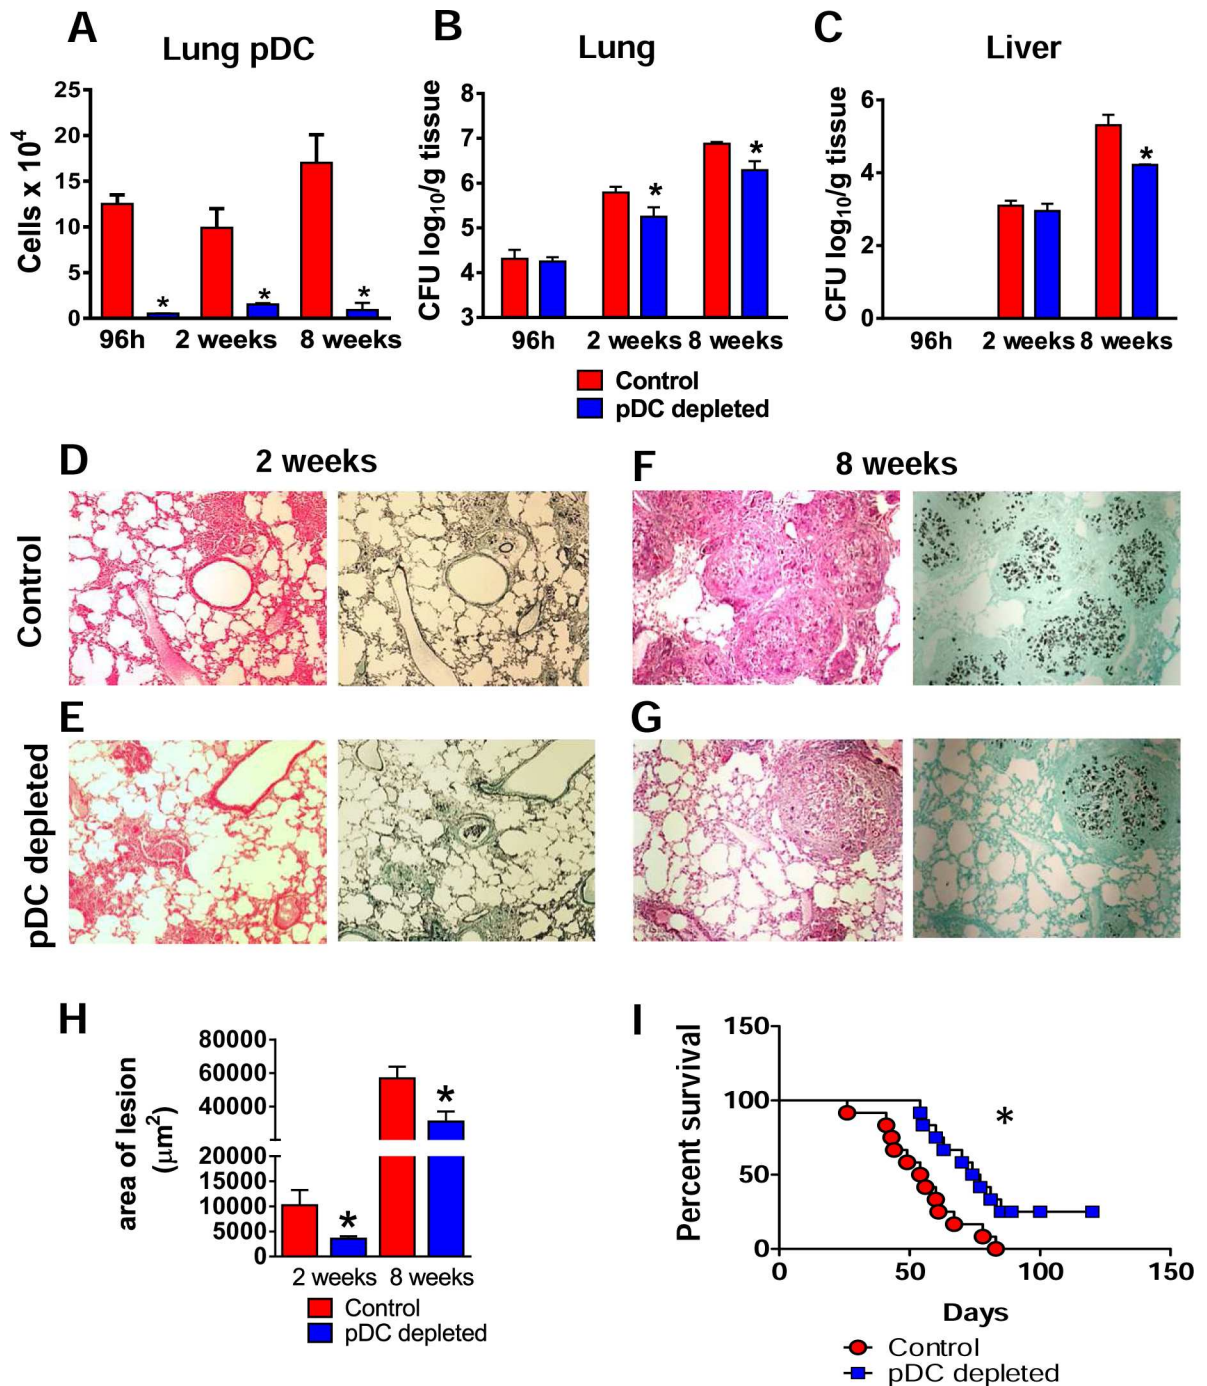 A
Lung pDC
25
20
15
10
5
0
Cells x 10⁴
*
*
*
96h 2 weeks 8 weeks
B
Lung
8
7
6
5
4
3
CFU log₁₀/g tissue
*
*
96h 2 weeks 8 weeks
C
Liver
6
4
2
0
CFU log₁₀/g tissue
*
96h 2 weeks 8 weeks
Control
pDC depleted
D
2 weeks
F
8 weeks
Control
E
G
pDC depleted
H
80000
60000
40000
20000
15000
10000
5000
0
area of lesion
(μm²)
*
*
2 weeks 8 weeks
Control
pDC depleted
I
150
100
50
0
Percent survival
*
0 50 100 150
Days
Control
pDC depleted